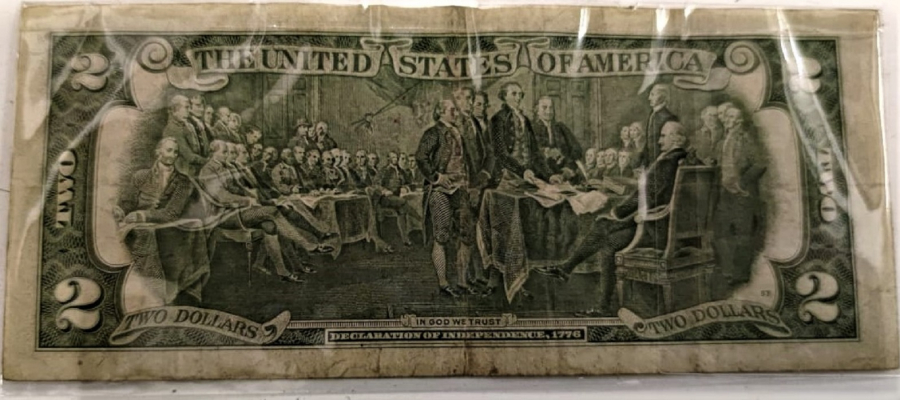 2
THE UNITED STATES OF AMERICA
2
TWO
TWO
2
TWO DOLLARS
IN GOD WE TRUST
DECLARATION OF INDEPENDENCE, 1776
TWO DOLLARS
2